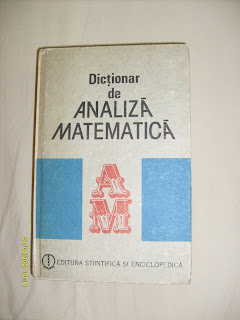 Dicționar
de
ANALIZĂ
MATEMATICĂ
A
M
EDITURA ȘTIINȚIFICĂ ȘI ENCICLOPEDICĂ